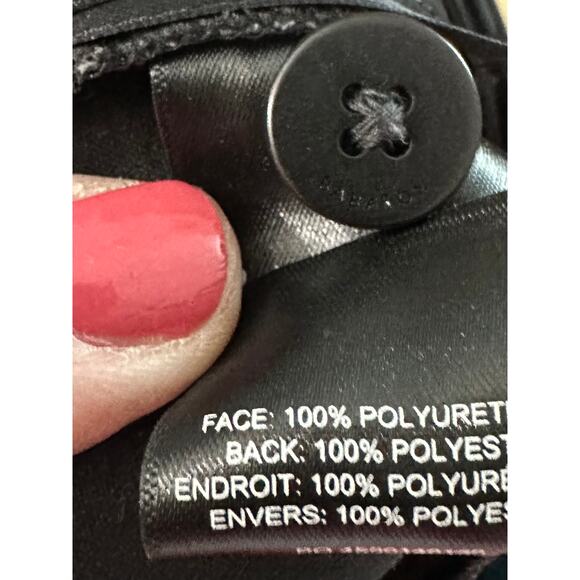 FACE: 100% POLYURET
BACK: 100% POLYEST
ENDROIT: 100% POLYURE
ENVERS: 100% POLYES